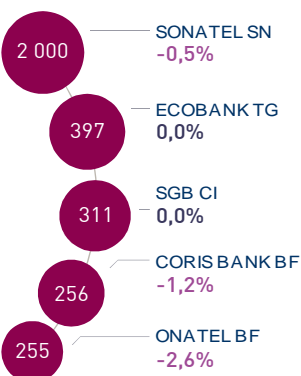 2 000
SONATEL SN
-0,5%
397
ECOBANK TG
0,0%
311
SGB CI
0,0%
256
CORIS BANK BF
-1,2%
255
ONATEL BF
-2,6%